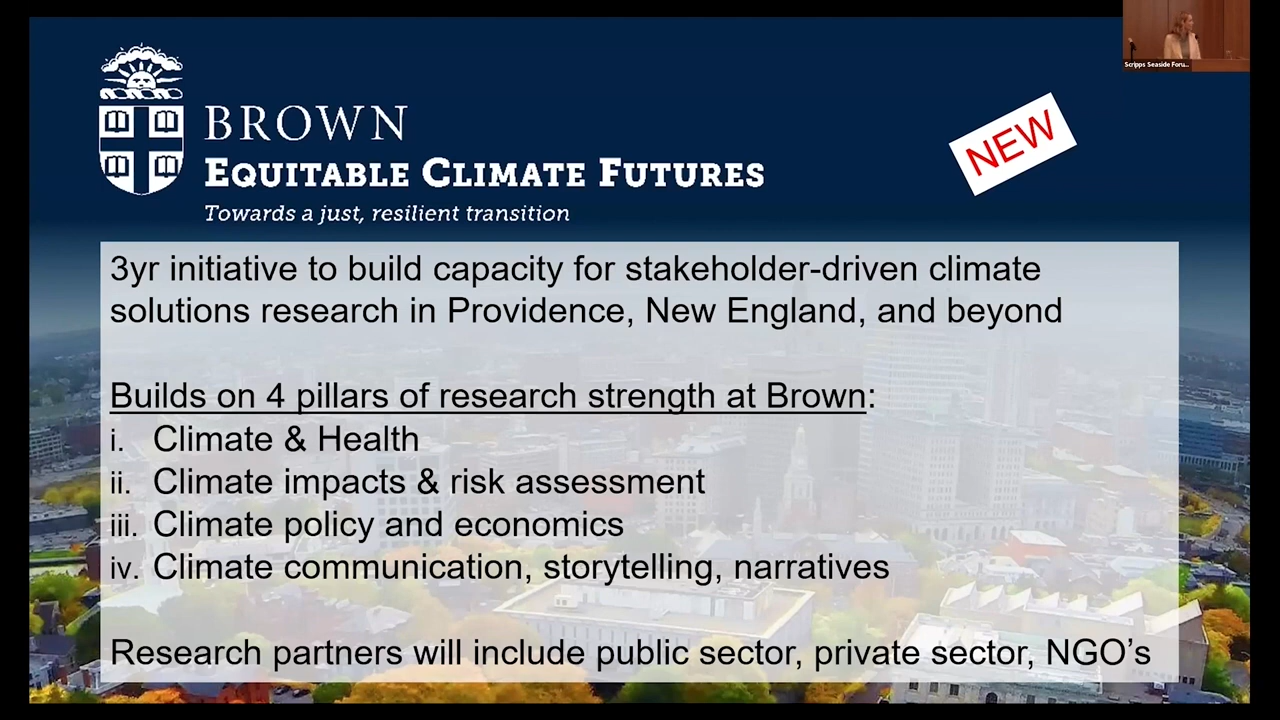 Scripps Seaside Foru...
BROWN
EQUITABLE CLIMATE FUTURES
Towards a just, resilient transition
NEW
3yr initiative to build capacity for stakeholder-driven climate
solutions research in Providence, New England, and beyond
Builds on 4 pillars of research strength at Brown:
i. Climate & Health
ii. Climate impacts & risk assessment
iii. Climate policy and economics
iv. Climate communication, storytelling, narratives
Research partners will include public sector, private sector, NGO’s